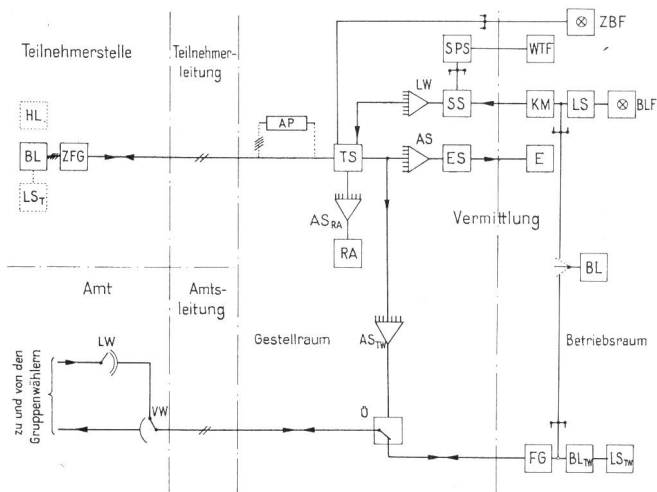 ZBF
Teilnehmerstelle
Teilnehmer-
leitung
SPS
WTF
LW
HL
AP
SS
KM
LS
BLF
BL
ZFG
TS
AS
ES
E
LST
ASRA
Vermittlung
RA
BL
Amt
Amts-
leitung
Gestellraum
ASTW
Betriebsraum
LW
zu und von den
Gruppenwählern
VW
Ü
FG
BLTW
LSTW